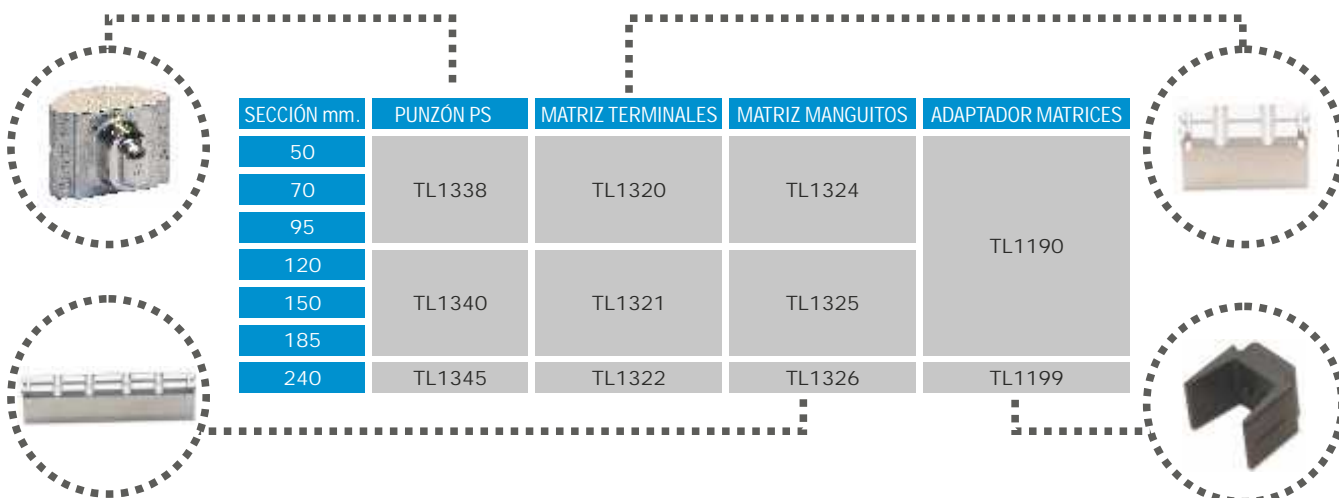 SECCIÓN mm. PUNZÓN PS MATRIZ TERMINALES MATRIZ MANGUITOS ADAPTADOR MATRICES
50
70 TL1338 TL1320 TL1324
95
TL1190
120
150 TL1340 TL1321 TL1325
185
240 TL1345 TL1322 TL1326 TL1199